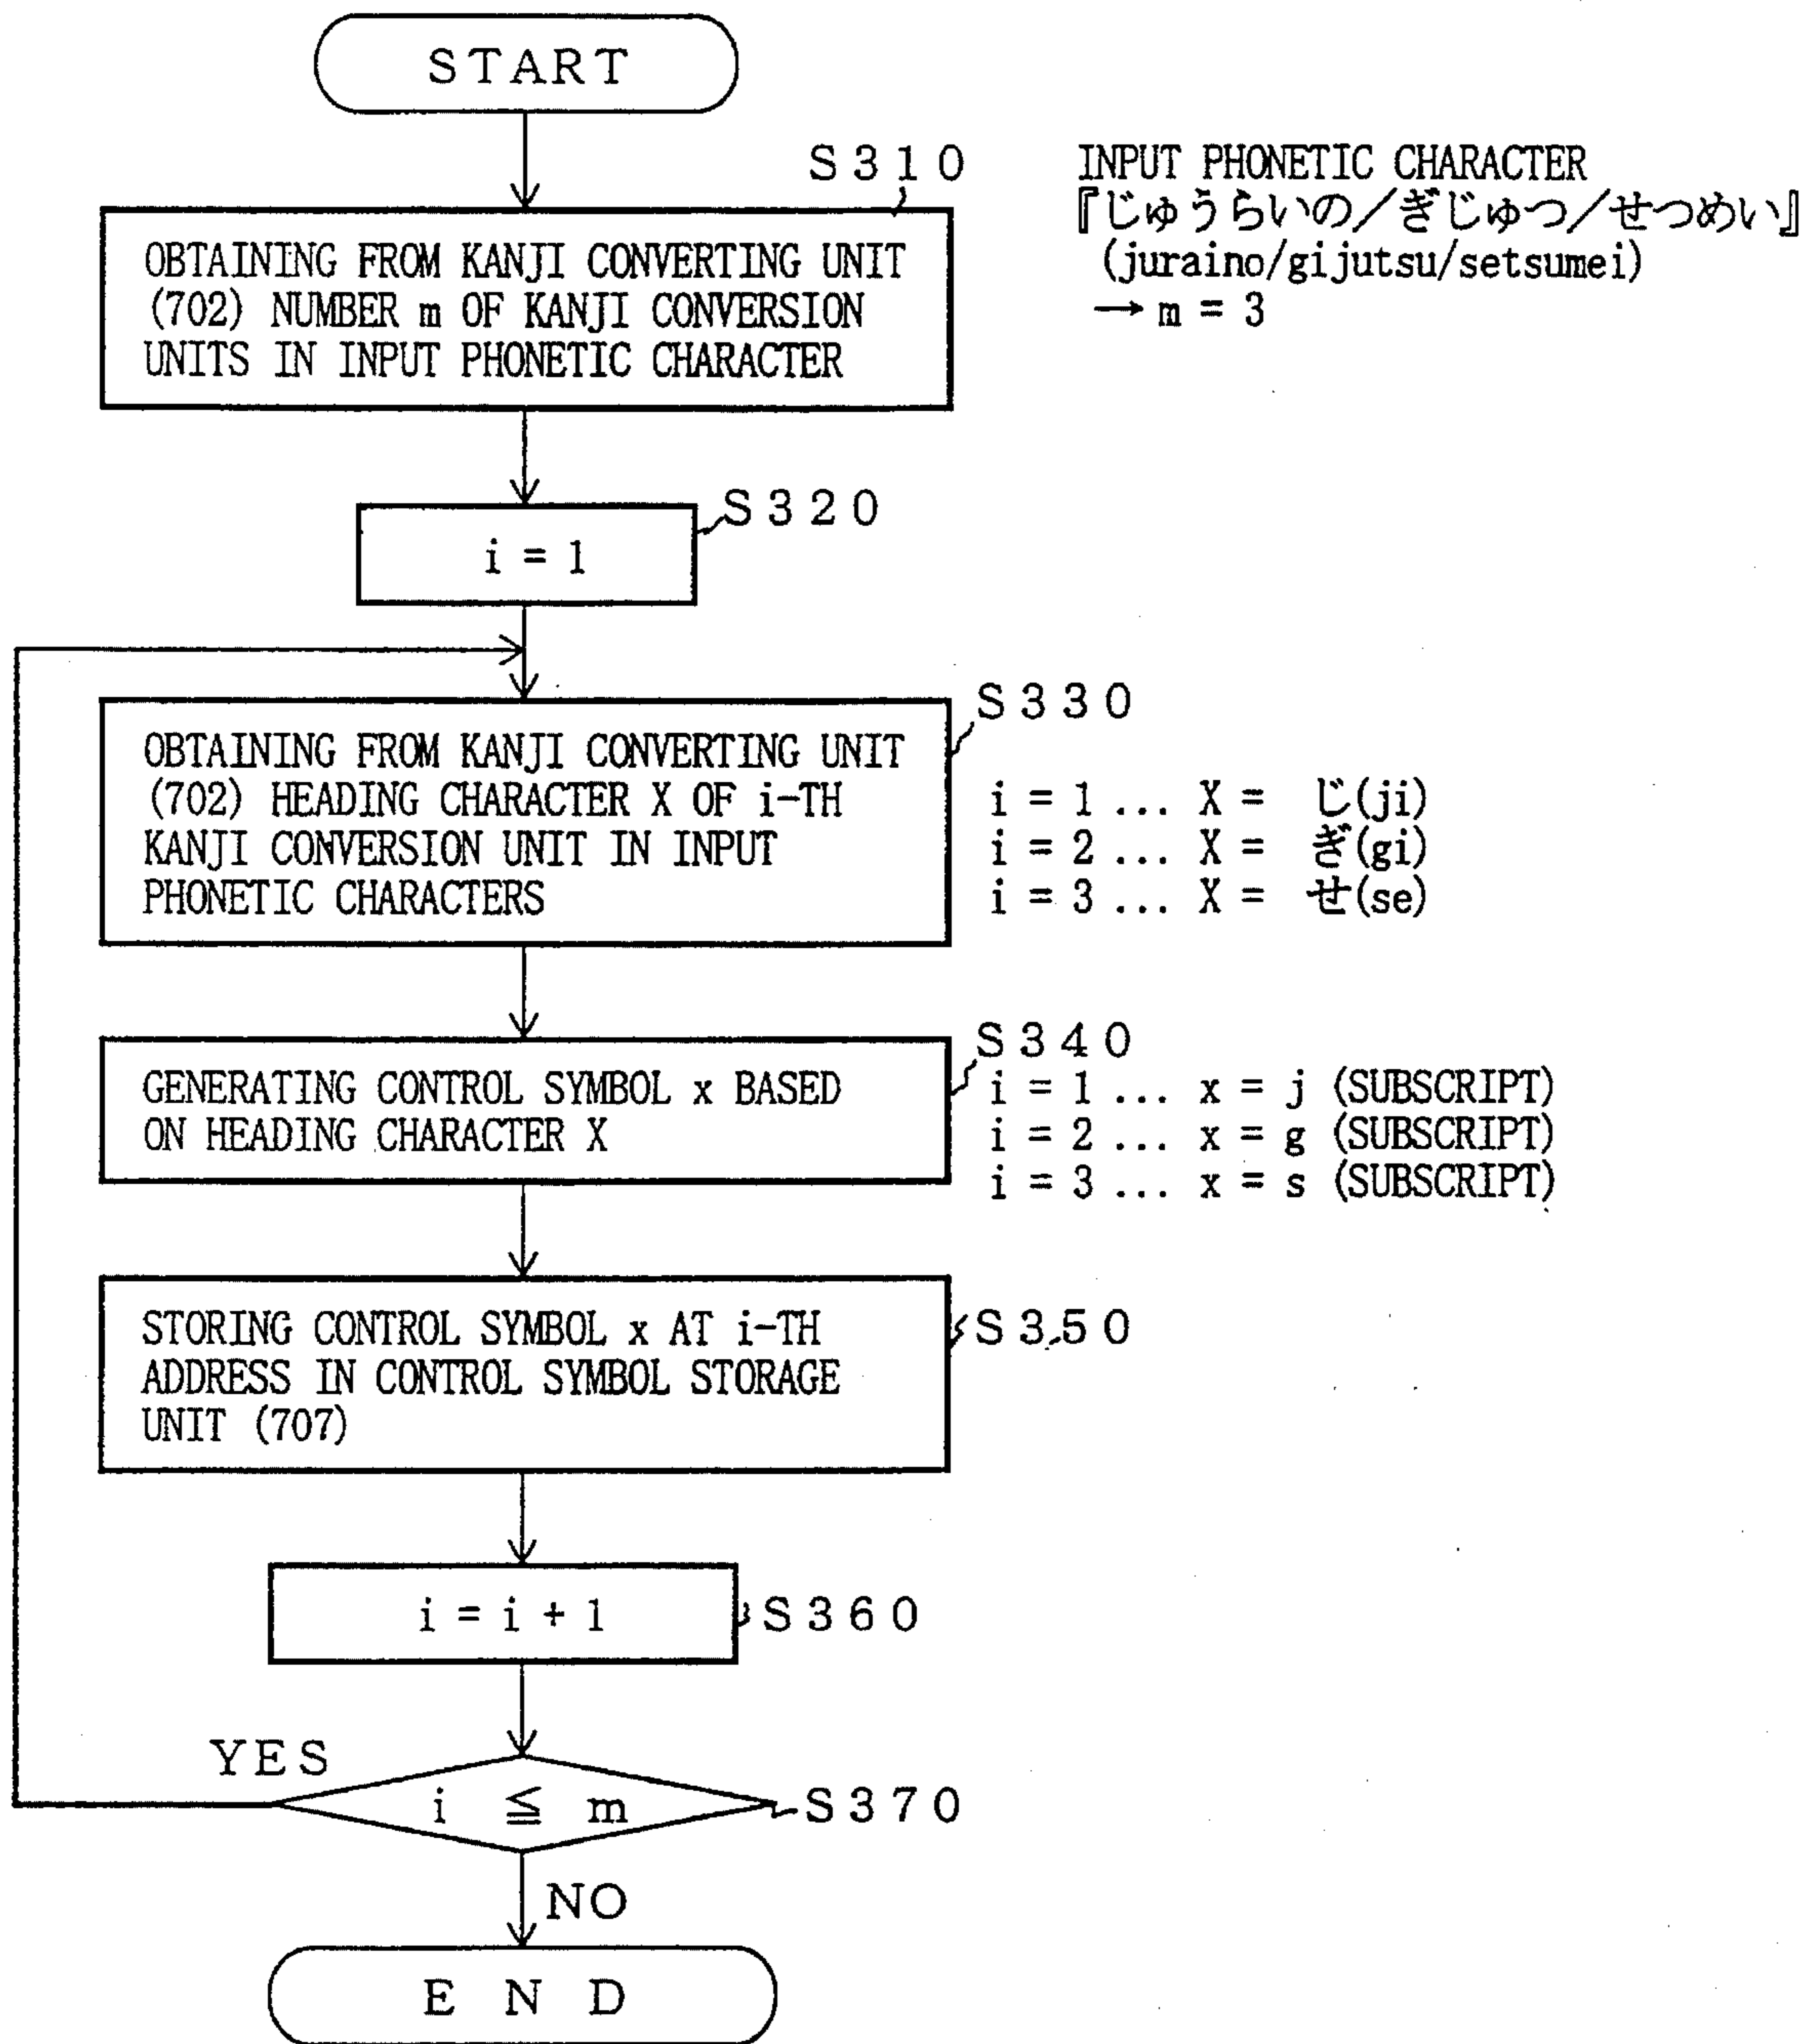 START
S310
INPUT PHONETIC CHARACTER
『じゅうらいの/ぎじゅつ/せつめい』
(juraino/gijutsu/setsumei)
→ m = 3
OBTAINING FROM KANJI CONVERTING UNIT
(702) NUMBER m OF KANJI CONVERSION
UNITS IN INPUT PHONETIC CHARACTER
S320
i = 1
S330
OBTAINING FROM KANJI CONVERTING UNIT
(702) HEADING CHARACTER X OF i-TH
KANJI CONVERSION UNIT IN INPUT
PHONETIC CHARACTERS
i = 1 ... X = じ(ji)
i = 2 ... X = ぎ(gi)
i = 3 ... X = せ(se)
S340
GENERATING CONTROL SYMBOL x BASED
ON HEADING CHARACTER X
i = 1 ... x = j (SUBSCRIPT)
i = 2 ... x = g (SUBSCRIPT)
i = 3 ... x = s (SUBSCRIPT)
S350
STORING CONTROL SYMBOL x AT i-TH
ADDRESS IN CONTROL SYMBOL STORAGE
UNIT (707)
i = i + 1
S360
YES
i ≦ m
S370
NO
END